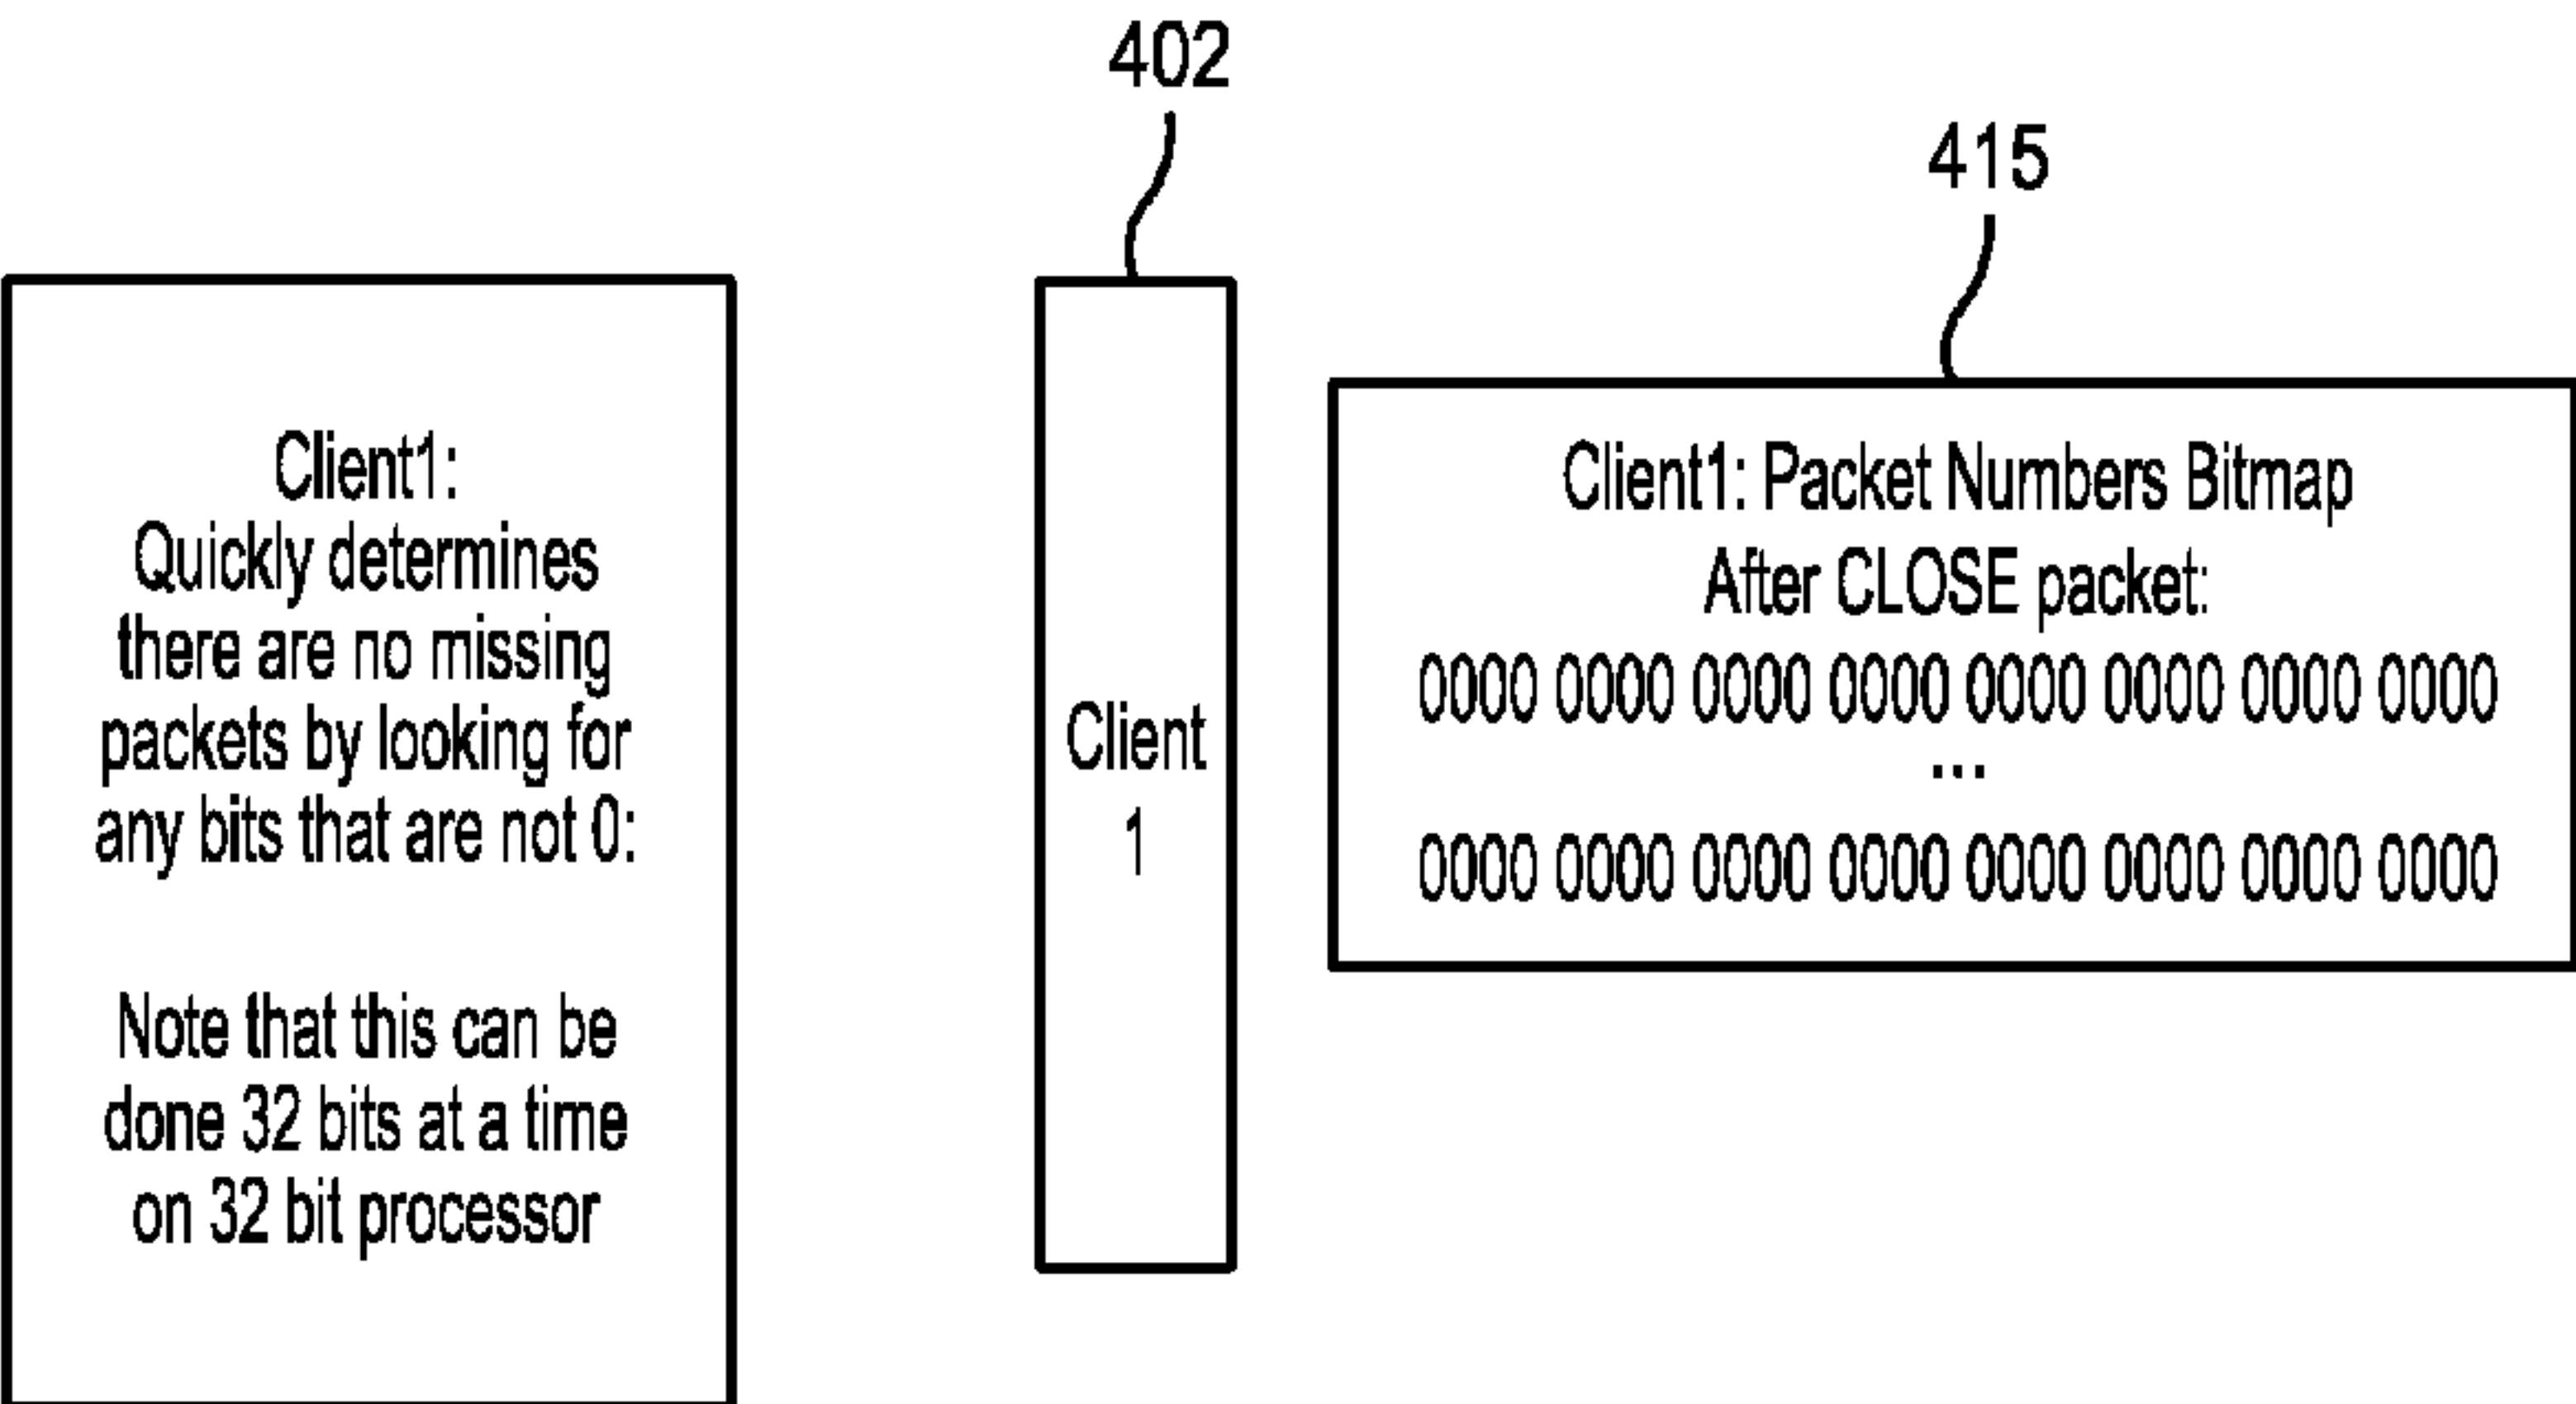 402
415
Client1:
Quickly determines
there are no missing
packets by looking for
any bits that are not 0:
Note that this can be
done 32 bits at a time
on 32 bit processor
Client
1
Client1: Packet Numbers Bitmap
After CLOSE packet:
0000 0000 0000 0000 0000 0000 0000 0000
...
0000 0000 0000 0000 0000 0000 0000 0000